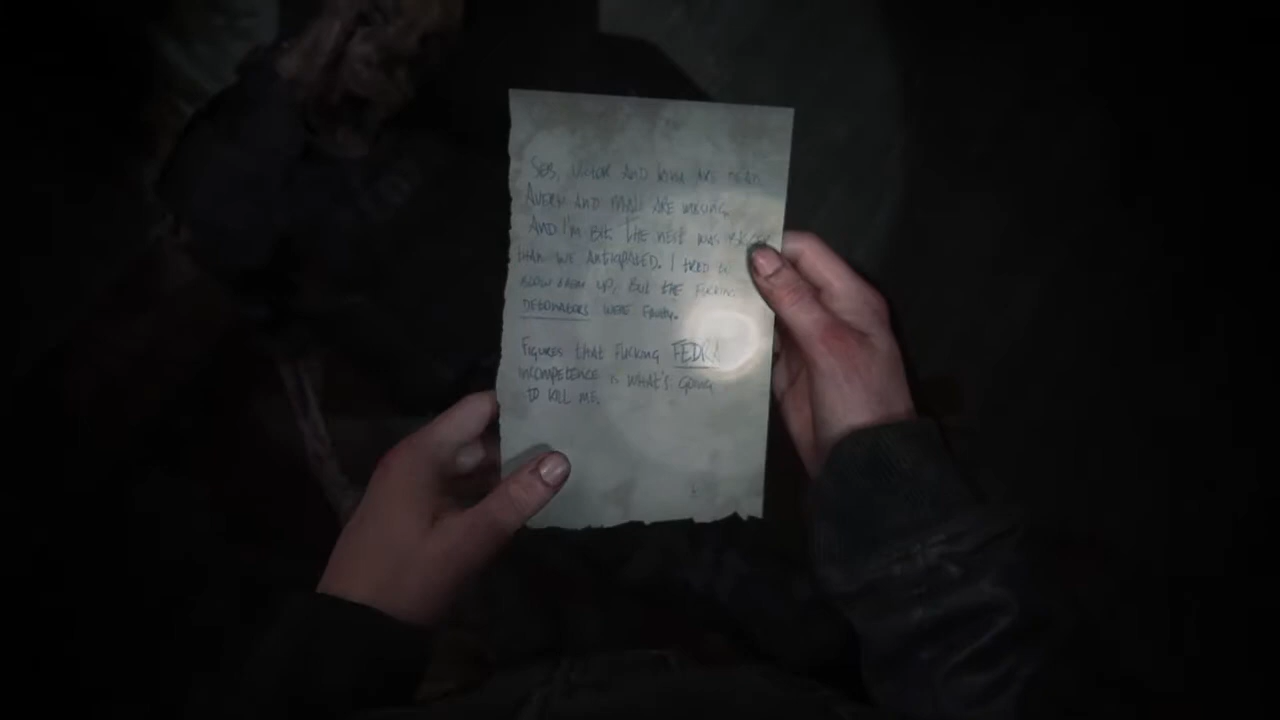 SEB, VICTOR AND KIM ARE DEAD.
AVERY AND MALI ARE MISSING.
AND I'M BIT. THE NEST WAS BIGGER
THAN WE ANTICIPATED. I TRIED TO
BLOW THEM UP, BUT THE FUCKING
DETONATORS WERE FAULTY.
FIGURES THAT FUCKING FEDRA
INCOMPETENCE IS WHAT'S GOING
TO KILL ME.